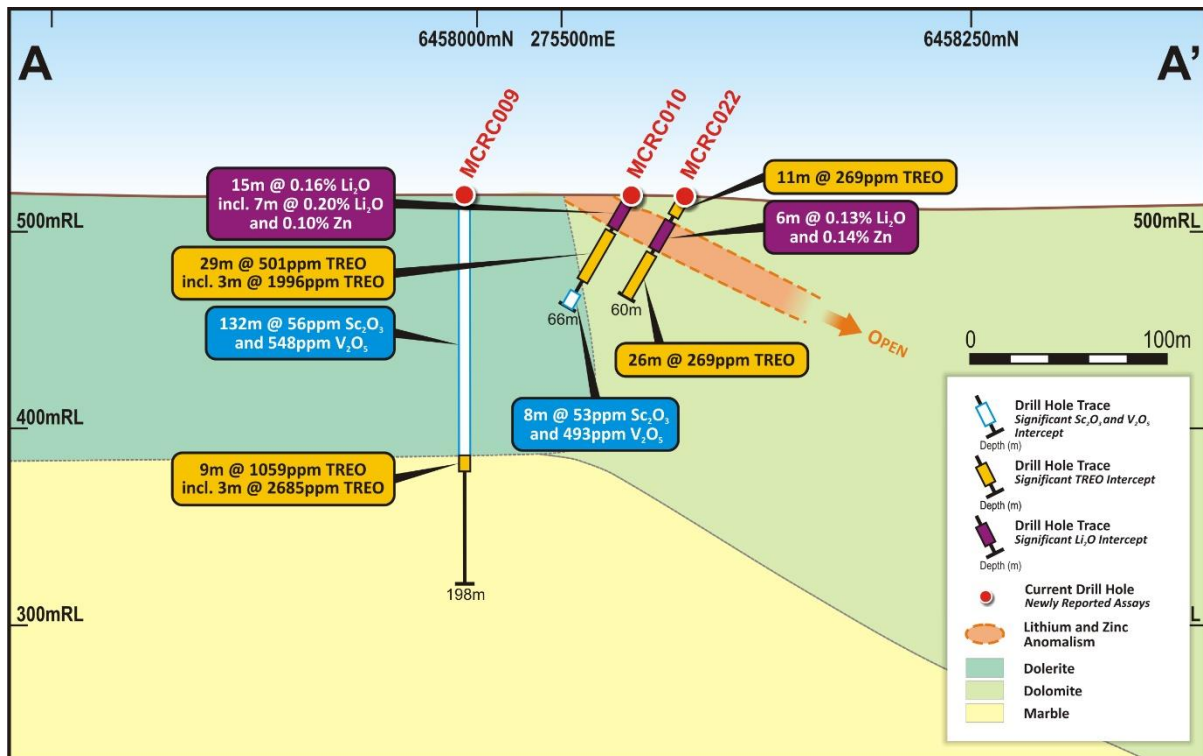 6458000mN
275500mE
6458250mN
A
A’
MCRC009
MCRC010
MCRC022
15m @ 0.16% Li₂O
incl. 7m @ 0.20% Li₂O
and 0.10% Zn
11m @ 269ppm TREO
6m @ 0.13% Li₂O
and 0.14% Zn
500mRL
500mRL
29m @ 501ppm TREO
incl. 3m @ 1996ppm TREO
132m @ 56ppm Sc₂O₃
and 548ppm V₂O₅
66m
60m
OPEN
26m @ 269ppm TREO
0
100m
8m @ 53ppm Sc₂O₃
and 493ppm V₂O₅
400mRL
9m @ 1059ppm TREO
incl. 3m @ 2685ppm TREO
198m
300mRL
L
Drill Hole Trace
Significant Sc₂O₃ and V₂O₅
Intercept
Depth (m)
Drill Hole Trace
Significant TREO Intercept
Depth (m)
Drill Hole Trace
Significant Li₂O Intercept
Depth (m)
Current Drill Hole
Newly Reported Assays
Lithium and Zinc
Anomalism
Dolerite
Dolomite
Marble